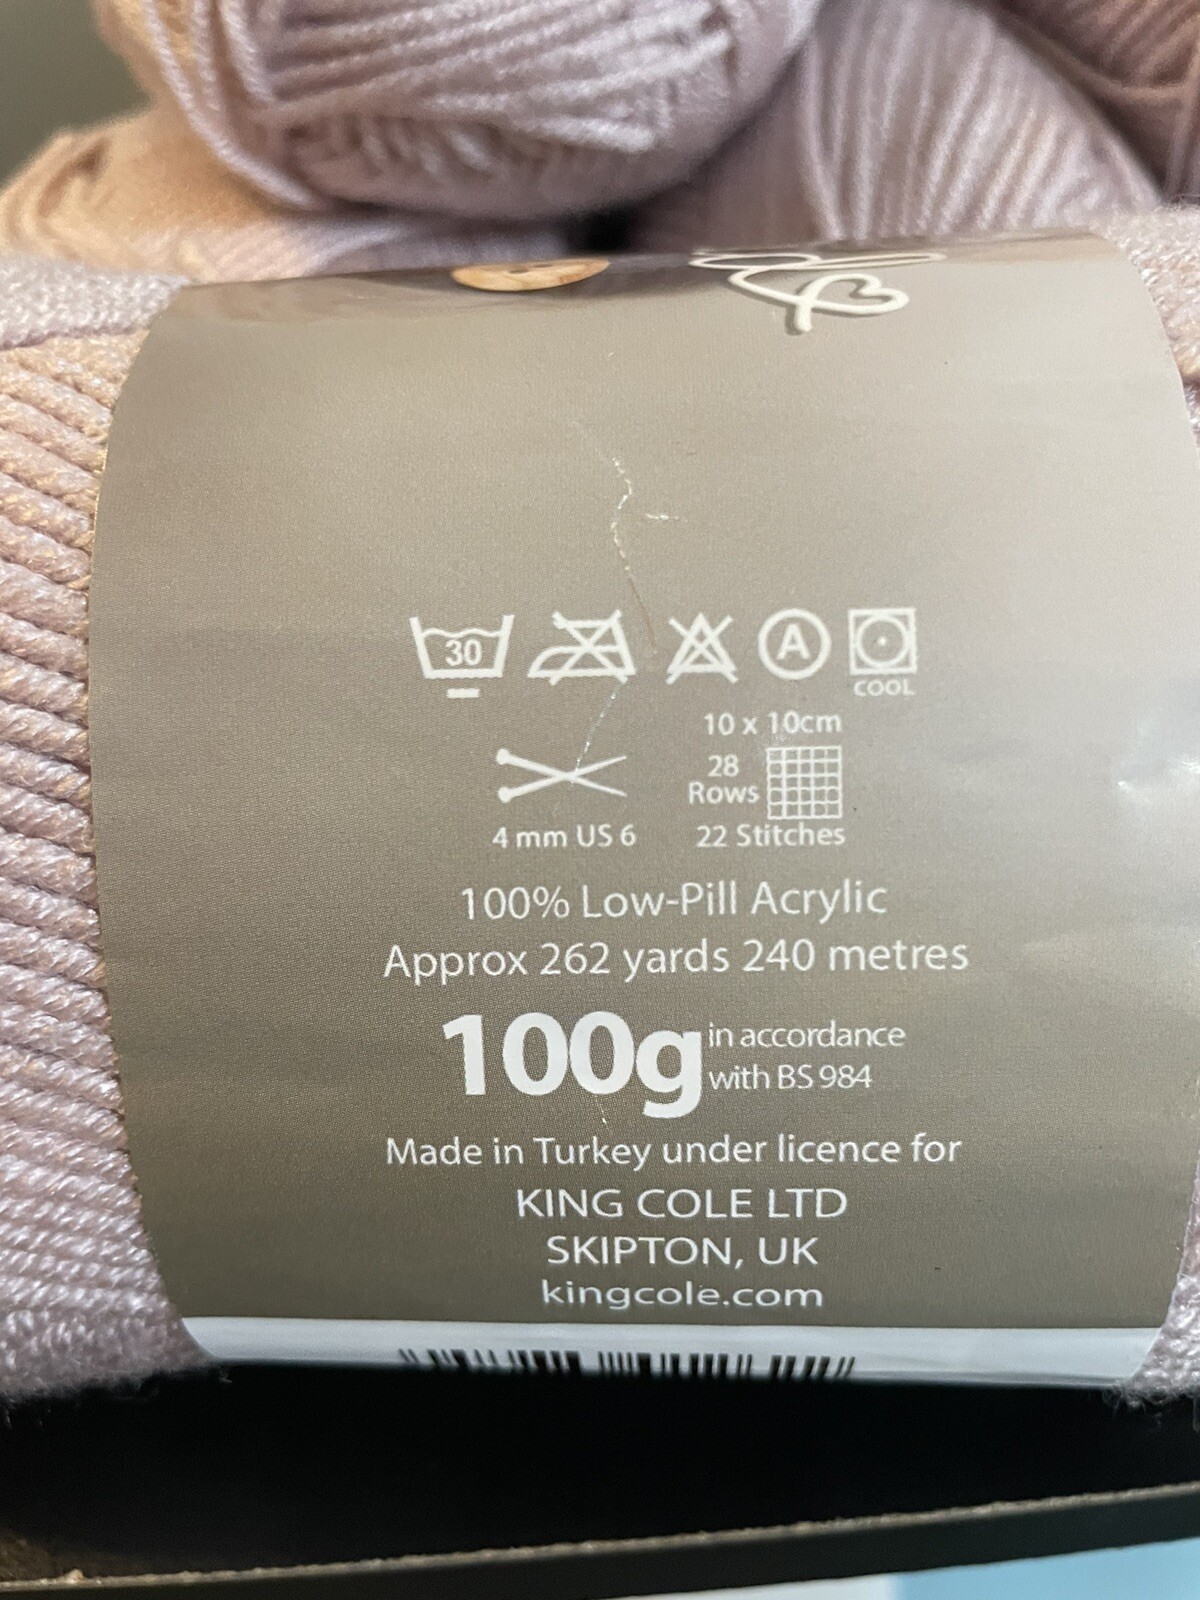 30
A
COOL
10 x 10cm
28
Rows
4 mm US 6
22 Stitches
100% Low-Pill Acrylic
Approx 262 yards 240 metres
100g in accordance
with BS 984
Made in Turkey under licence for
KING COLE LTD
SKIPTON, UK
kingcole.com